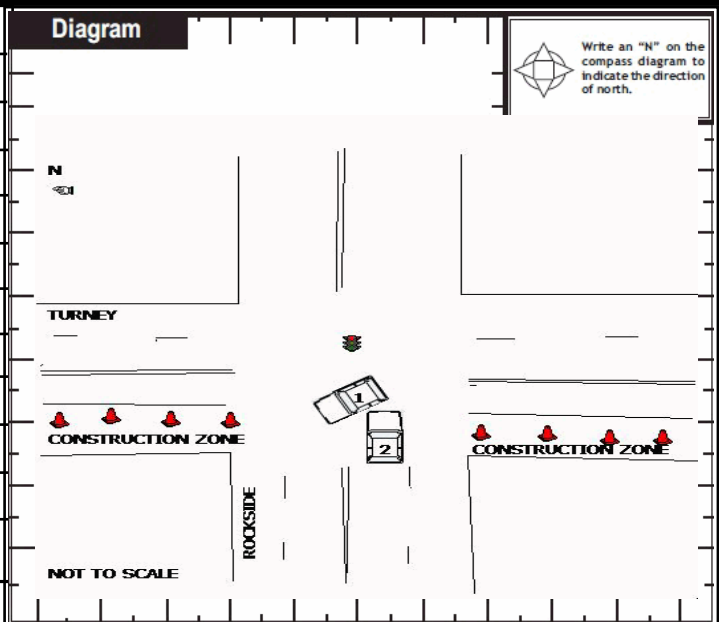 Diagram
Write an “N” on the
compass diagram to
indicate the direction
of north.
N
TURNEY
1
CONSTRUCTION ZONE
2
CONSTRUCTION ZONE
ROCKSIDE
NOT TO SCALE